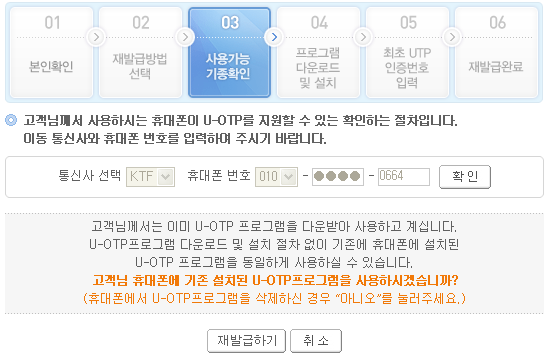 01 02 03 04 05 06
본인확인
재발급방법
선택
사용가능
기종확인
프로그램
다운로드
및 설치
최초 UTP
인증번호
입력
재발급완료
고객님께서 사용하시는 휴대폰이 U-OTP를 지원할 수 있는 확인하는 절차입니다.
이동 통신사와 휴대폰 번호를 입력하여 주시기 바랍니다.
통신사 선택 KTF 휴대폰 번호 010 - ●●●● - 0664 확인
고객님께서는 이미 U-OTP 프로그램을 다운받아 사용하고 계십니다.
U-OTP프로그램 다운로드 및 설치 절차 없이 기존에 휴대폰에 설치된
U-OTP 프로그램을 동일하게 사용하실 수 있습니다.
고객님 휴대폰에 기존 설치된 U-OTP프로그램을 사용하시겠습니까?
(휴대폰에서 U-OTP프로그램을 삭제하신 경우 “아니오”를 눌러주세요.)
재발급하기 취소